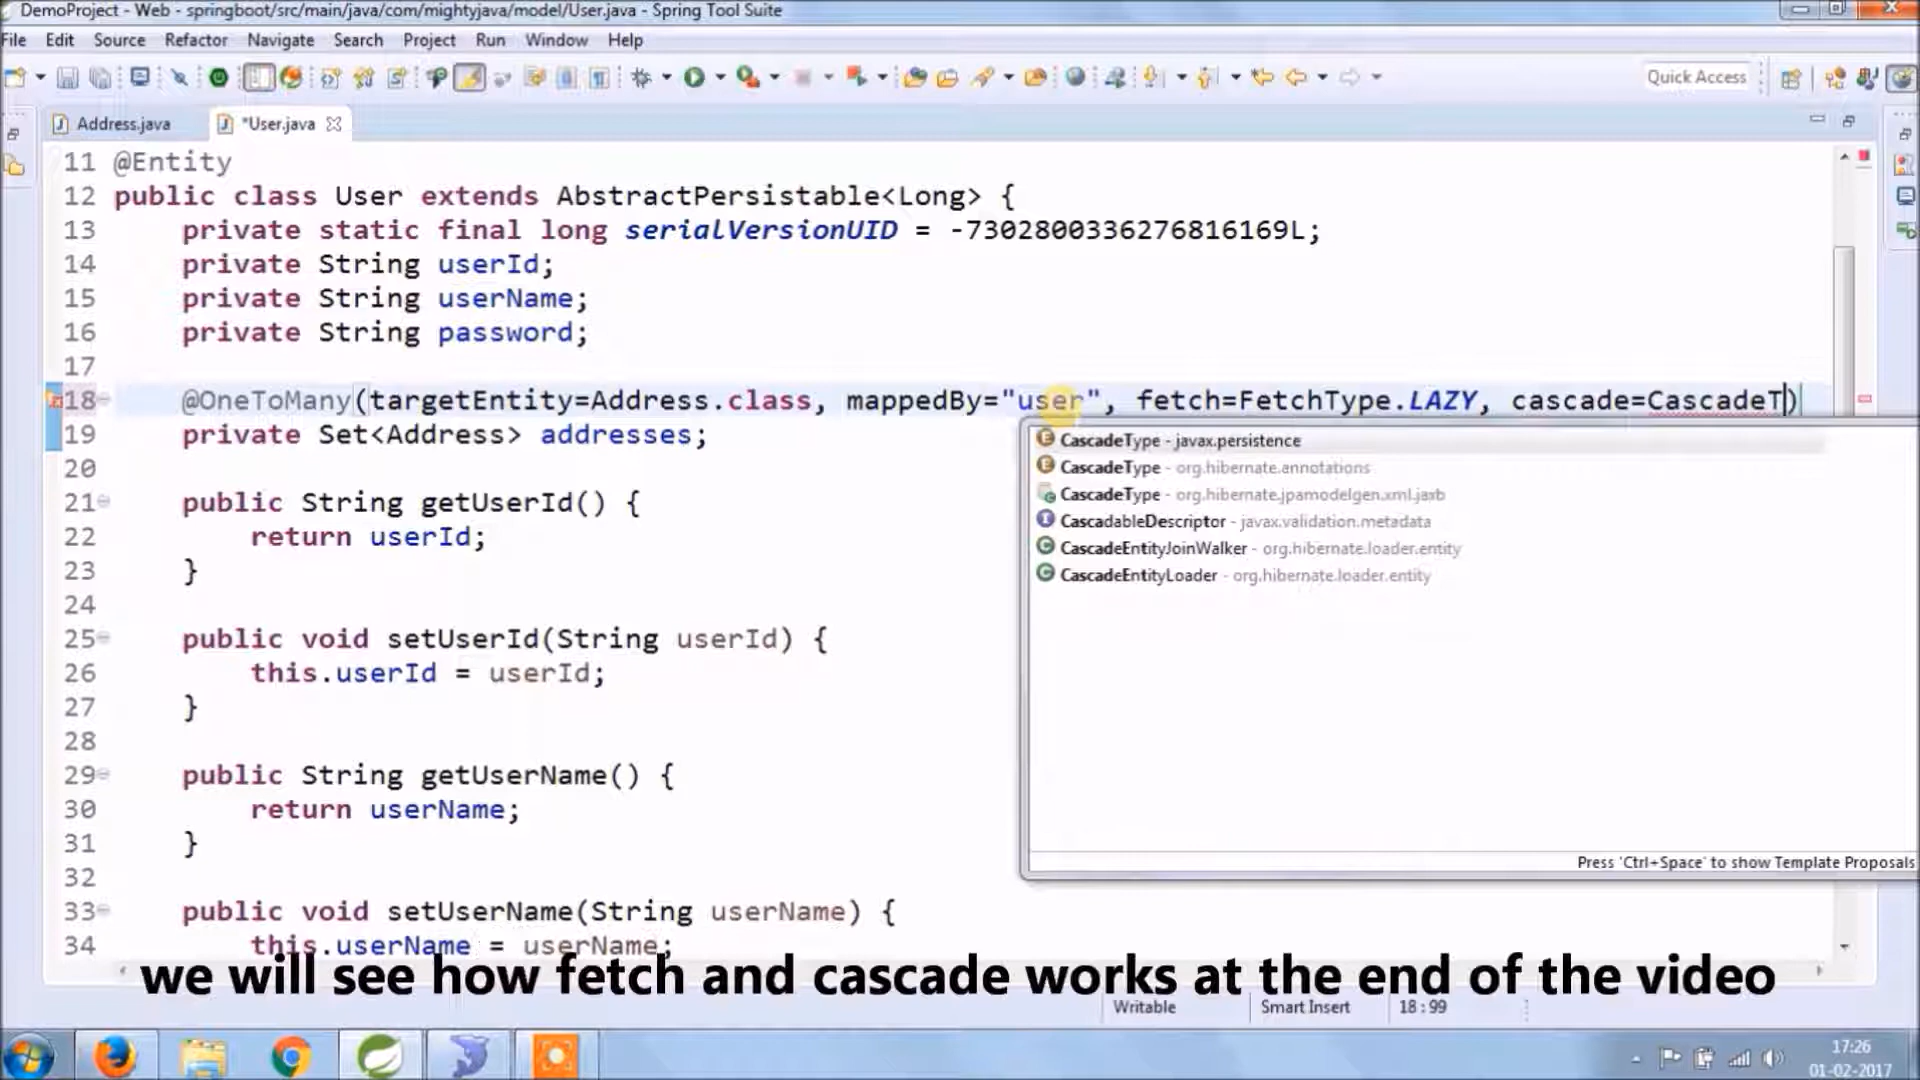 DemoProject - Web - springboot/src/main/java/com/mightyjava/model/User.java - Spring Tool Suite
File Edit Source Refactor Navigate Search Project Run Window Help
Quick Access
Address.java *User.java
11 @Entity
12 public class User extends AbstractPersistable<Long> {
13 private static final long serialVersionUID = -7302800336276816169L;
14 private String userId;
15 private String userName;
16 private String password;
17
18 @OneToMany(targetEntity=Address.class, mappedBy="user", fetch=FetchType.LAZY, cascade=CascadeT)
19 private Set<Address> addresses;
CascadeType - javax.persistence
CascadeType - org.hibernate.annotations
CascadeType - org.hibernate.jpamodelgen.xml.jaxb
CascadableDescriptor - javax.validation.metadata
CascadeEntityJoinWalker - org.hibernate.loader.entity
CascadeEntityLoader - org.hibernate.loader.entity
Press 'Ctrl+Space' to show Template Proposals
20
21 public String getUserId() {
22 return userId;
23 }
24
25 public void setUserId(String userId) {
26 this.userId = userId;
27 }
28
29 public String getUserName() {
30 return userName;
31 }
32
33 public void setUserName(String userName) {
34 this.userName = userName;
we will see how fetch and cascade works at the end of the video
Writable Smart Insert 18 : 99
17:26
01-02-2017